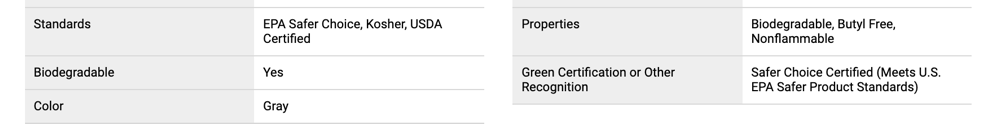 Standards
EPA Safer Choice, Kosher, USDA
Certified
Biodegradable
Yes
Color
Gray
Properties
Biodegradable, Butyl Free,
Nonflammable
Green Certification or Other
Recognition
Safer Choice Certified (Meets U.S.
EPA Safer Product Standards)